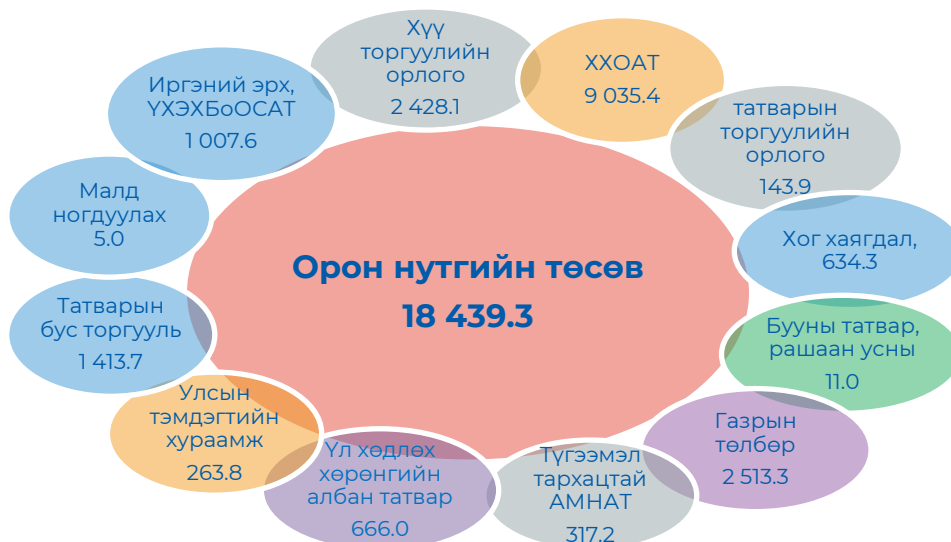 Орон нутгийн төсөв
18 439.3
Хүү
торгуулийн
орлого
2 428.1
ХХОАТ
9 035.4
татварын
торгуулийн
орлого
143.9
Хог хаягдал,
634.3
Бууны татвар,
рашаан усны
11.0
Газрын
төлбөр
2 513.3
Түгээмэл
тархацтай
АМНАТ
317.2
Үл хөдлөх
хөрөнгийн
албан татвар
666.0
Улсын
тэмдэгтийн
хураамж
263.8
Татварын
бус торгууль
1 413.7
Малд
ногдуулах
5.0
Иргэний эрх,
ҮХЭХБоОСАТ
1 007.6